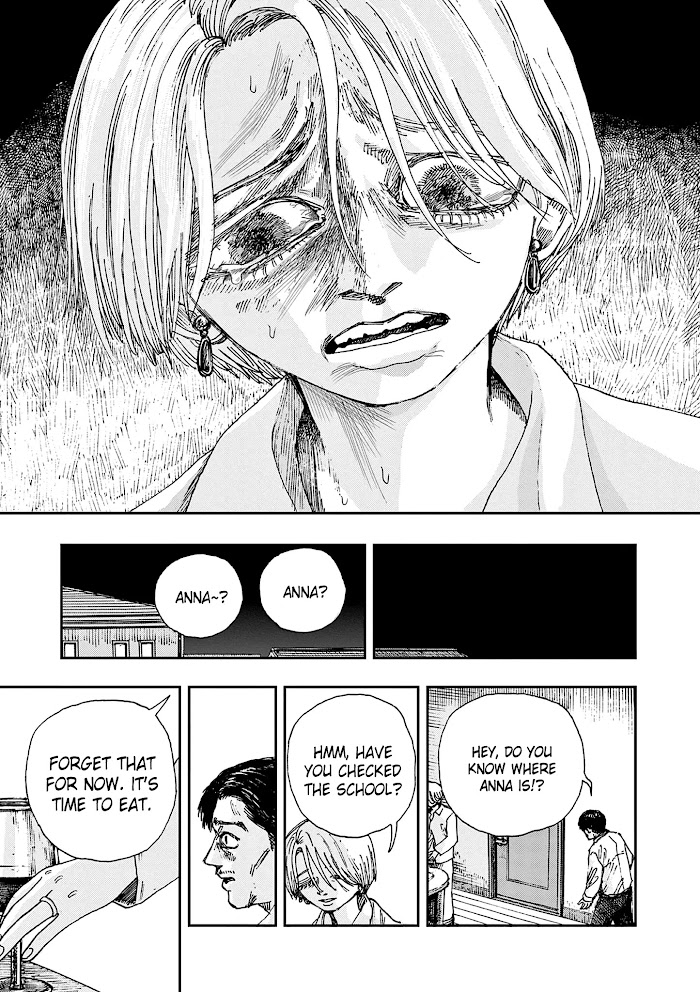 ANNA?
ANNA~?
HEY, DO YOU
KNOW WHERE
ANNA IS!?
HMM, HAVE
YOU CHECKED
THE SCHOOL?
FORGET THAT
FOR NOW. IT'S
TIME TO EAT.